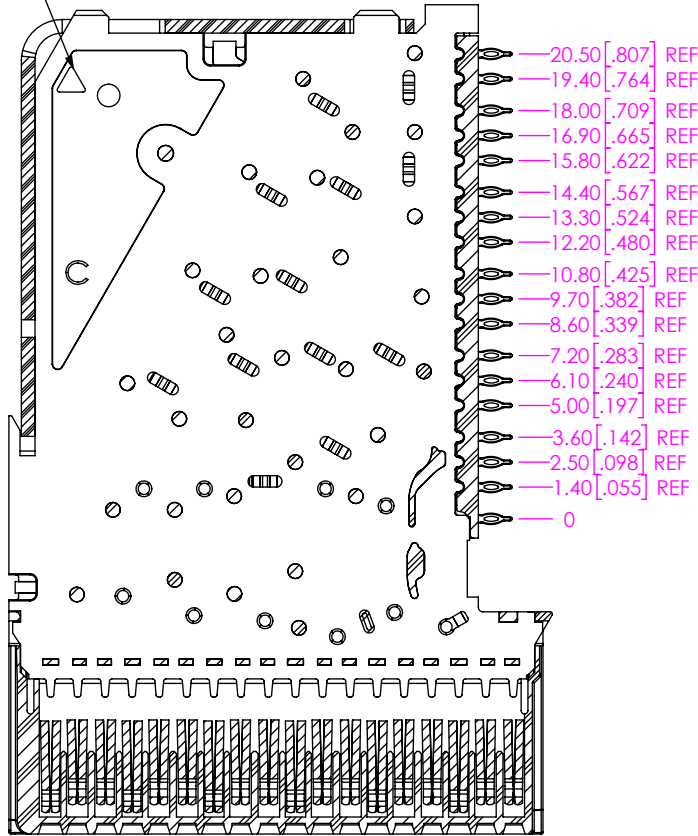 20.50[.807] REF
19.40[.764] REF
18.00[.709] REF
16.90[.665] REF
15.80[.622] REF
14.40[.567] REF
13.30[.524] REF
12.20[.480] REF
10.80[.425] REF
9.70[.382] REF
8.60[.339] REF
7.20[.283] REF
6.10[.240] REF
5.00[.197] REF
3.60[.142] REF
2.50[.098] REF
1.40[.055] REF
0